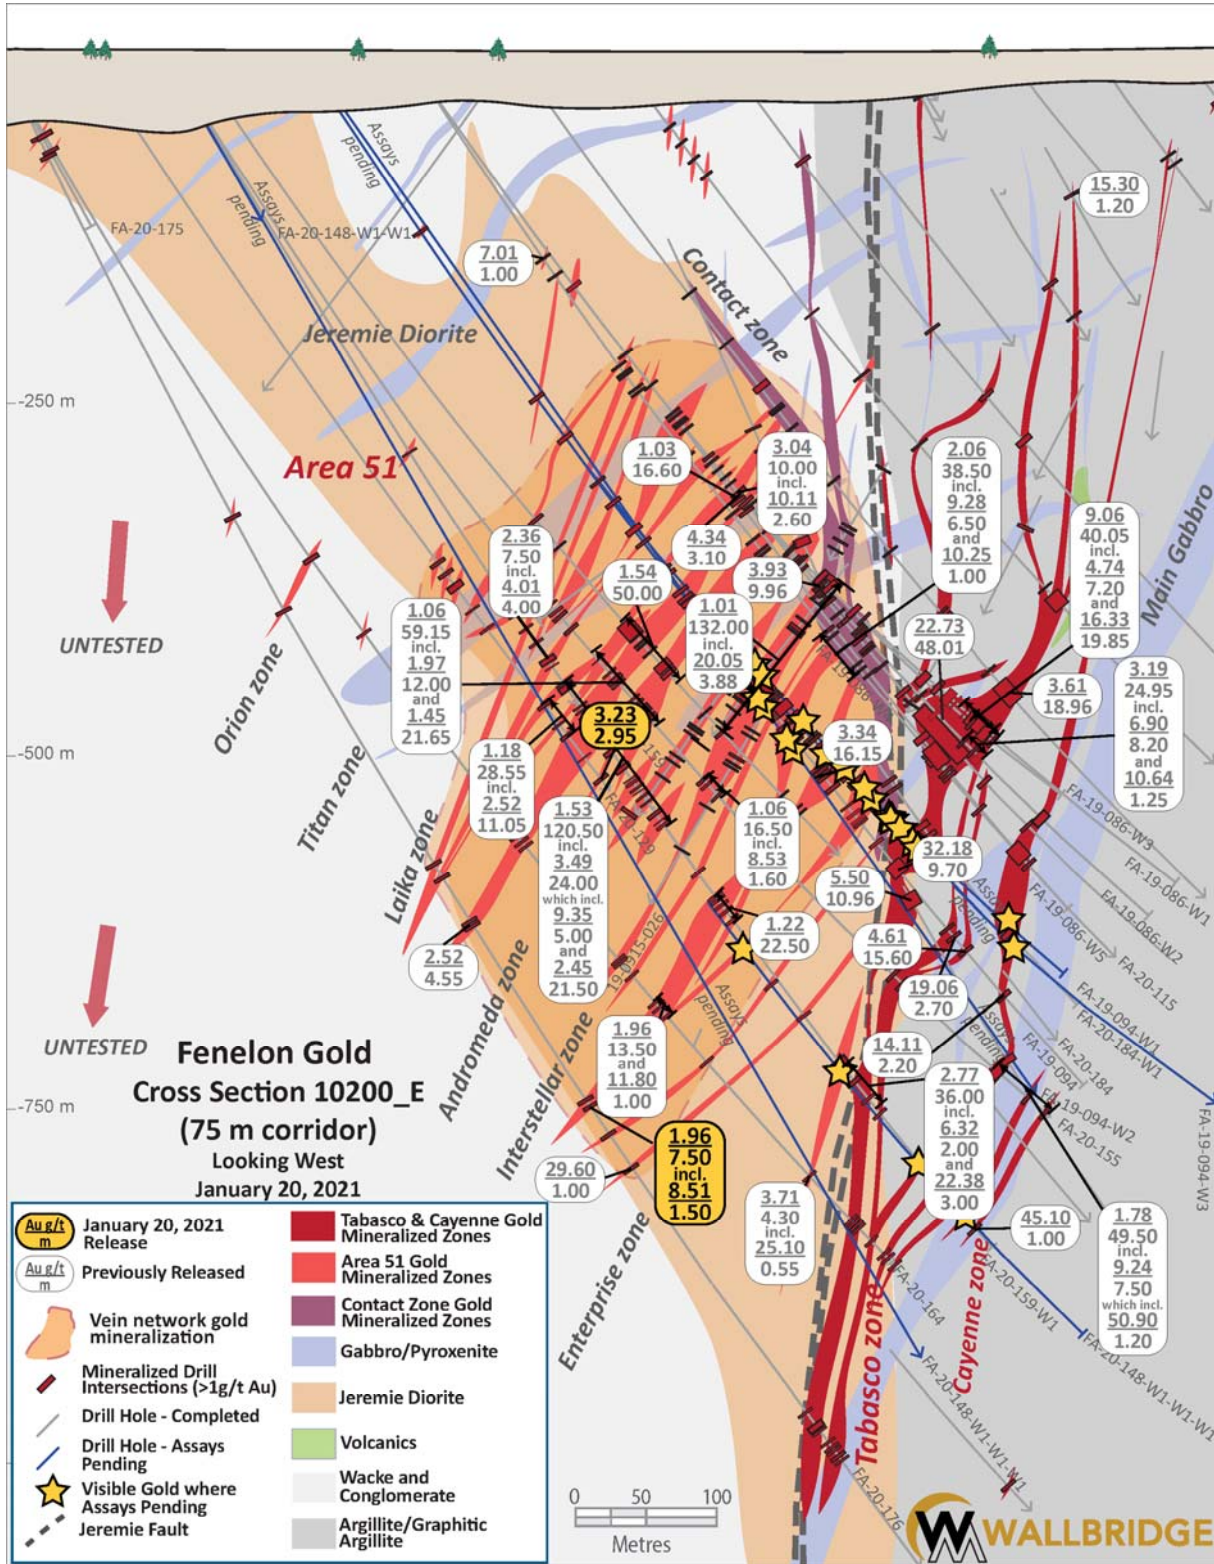 Assays
pending
Assays
pending
FA-20-175
FA-20-148-W1-W1
15.30
1.20
7.01
1.00
Contact zone
Jeremie Diorite
-250 m
Area 51
1.03
16.60
3.04
10.00
incl.
10.11
2.60
2.06
38.50
incl.
9.28
6.50
and
10.25
1.00
9.06
40.05
incl.
4.74
7.20
and
16.33
19.85
Main Gabbro
2.36
7.50
incl.
4.01
4.00
4.34
3.10
1.54
50.00
3.93
9.96
1.06
59.15
incl.
1.97
12.00
and
1.45
21.65
1.01
132.00
incl.
20.05
3.88
22.73
48.01
UNTESTED
Orion zone
3.61
18.96
3.19
24.95
incl.
6.90
8.20
and
10.64
1.25
3.23
2.95
-500 m
Titan zone
1.18
28.55
incl.
2.52
11.05
3.34
16.15
1.53
120.50
incl.
3.49
24.00
which incl.
9.35
5.00
and
2.45
21.50
1.06
16.50
incl.
8.53
1.60
FA-19-086-W3
FA-19-086-W1
FA-19-086-W2
FA-19-086-W5
FA-20-115
Laika zone
32.18
9.70
5.50
10.96
Assays
pending
1.22
22.50
4.61
15.60
2.52
4.55
19-0915-026
19.06
2.70
FA-19-094-W1
FA-20-184-W1
Assays
pending
Assays
pending
Andromeda zone
UNTESTED
1.96
13.50
and
11.80
1.00
14.11
2.20
FA-19-094
FA-20-184
2.77
36.00
incl.
6.32
2.00
and
22.38
3.00
FA-19-094-W2
FA-20-155
FA-19-094-W3
Fenelon Gold
Cross Section 10200_E
(75 m corridor)
Looking West
January 20, 2021
-750 m
Interstellar zone
1.96
7.50
incl.
8.51
1.50
29.60
1.00
3.71
4.30
incl.
25.10
0.55
45.10
1.00
1.78
49.50
incl.
9.24
7.50
which incl.
50.90
1.20
Enterprise zone
Tabasco zone
Cayenne zone
FA-20-164
FA-20-159-W1
FA-20-148-W1-W1-W1
FA-20-148-W1-W1-W1
FA-20-176
Au g/t
m
January 20, 2021
Release
Au g/t
m
Previously Released
Vein network gold
mineralization
Mineralized Drill
Intersections (>1g/t Au)
Drill Hole - Completed
Drill Hole - Assays
Pending
Visible Gold where
Assays Pending
Jeremie Fault
Tabasco & Cayenne Gold
Mineralized Zones
Area 51 Gold
Mineralized Zones
Contact Zone Gold
Mineralized Zones
Gabbro/Pyroxenite
Jeremie Diorite
Volcanics
Wacke and
Conglomerate
Argillite/Graphitic
Argillite
0 50 100
Metres
WALLBRIDGE